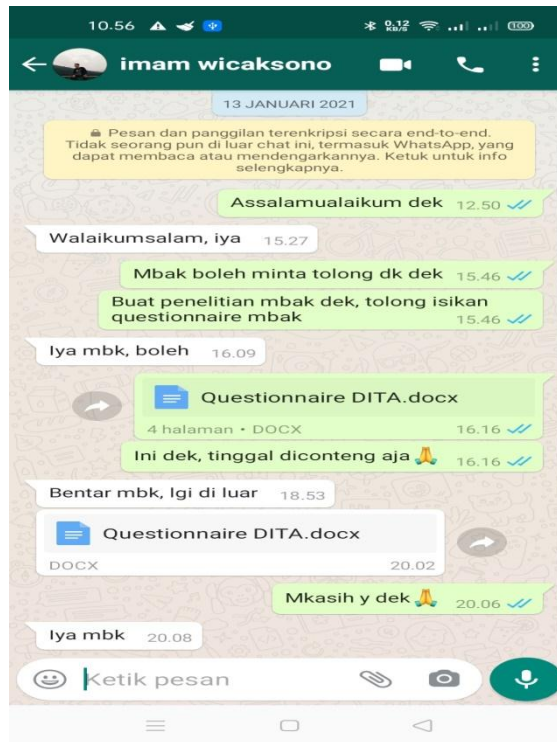 10.56
0,12
KB/S
100
imam wicaksono
13 JANUARI 2021
Pesan dan panggilan terenkripsi secara end-to-end.
Tidak seorang pun di luar chat ini, termasuk WhatsApp, yang
dapat membaca atau mendengarkannya. Ketuk untuk info
selengkapnya.
Assalamualaikum dek 12.50
Walaikumsalam, iya 15.27
Mbak boleh minta tolong dk dek 15.46
Buat penelitian mbak dek, tolong isikan
questionnaire mbak 15.46
Iya mbk, boleh 16.09
Questionnaire DITA.docx
4 halaman • DOCX 16.16
Ini dek, tinggal diconteng aja🙏 16.16
Bentar mbk, lgi di luar 18.53
Questionnaire DITA.docx
DOCX 20.02
Mkasih y dek🙏 20.06
Iya mbk 20.08
Ketik pesan